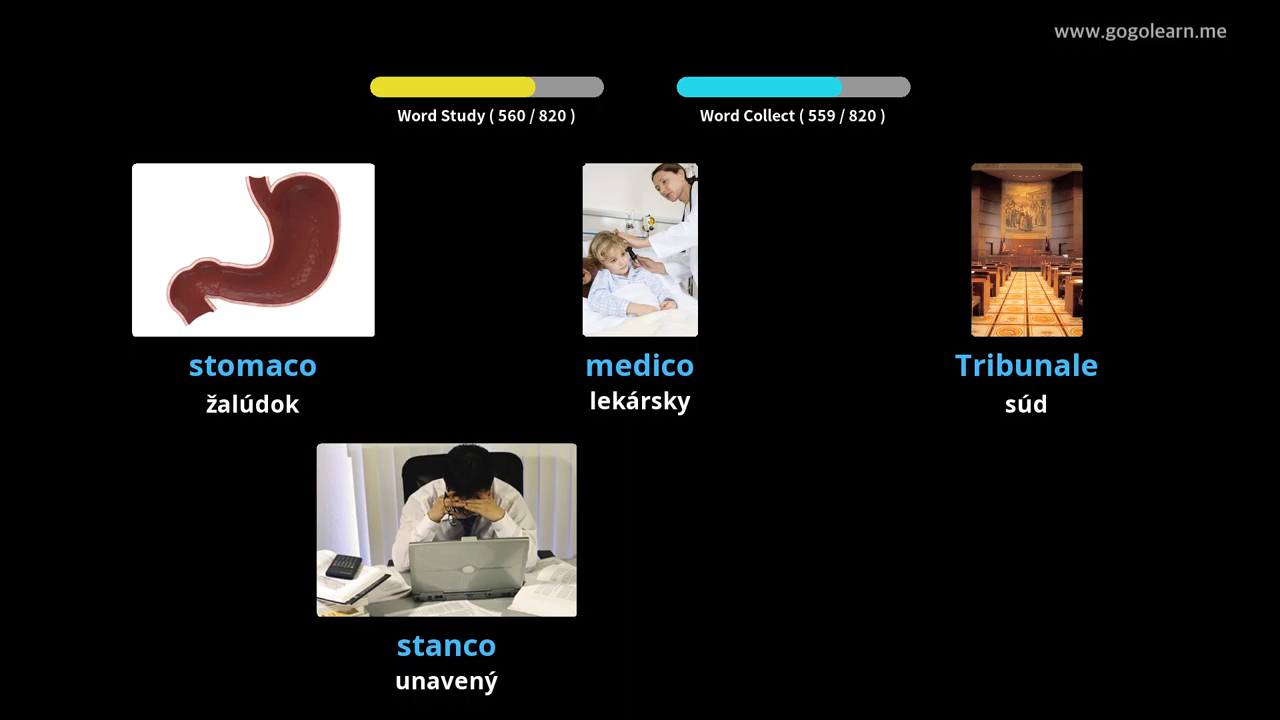 www.gogolearn.me
Word Study ( 560 / 820 )
Word Collect ( 559 / 820 )
stomaco
žalúdok
medico
lekársky
Tribunale
súd
stanco
unavený